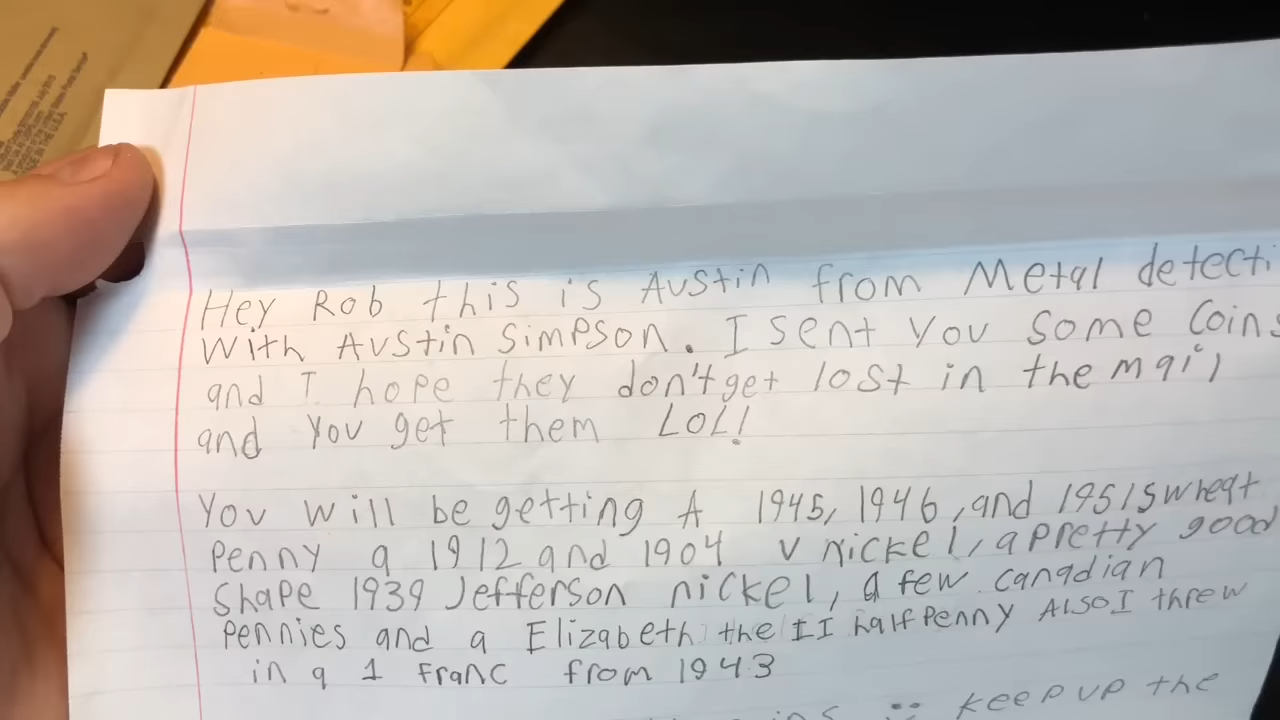 Hey Rob this is Austin from Metal detecti
With Austin Simpson. I sent you some Coins
and I hope they don't get lost in the mail
and you get them LOL!
You will be getting A 1945, 1946, and 1951s wheat
Penny a 1912 and 1904 v nickel, a pretty good
Shape 1939 Jefferson nickel, a few canadian
pennies and a Elizabeth the II half Penny Also I threw
in a 1 Franc from 1943
keep up the